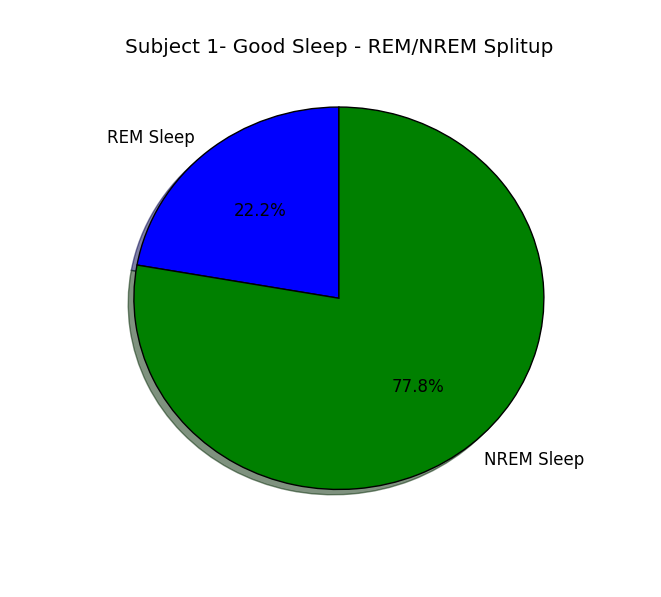 Subject 1- Good Sleep - REM/NREM Splitup
REM Sleep
22.2%
77.8%
NREM Sleep